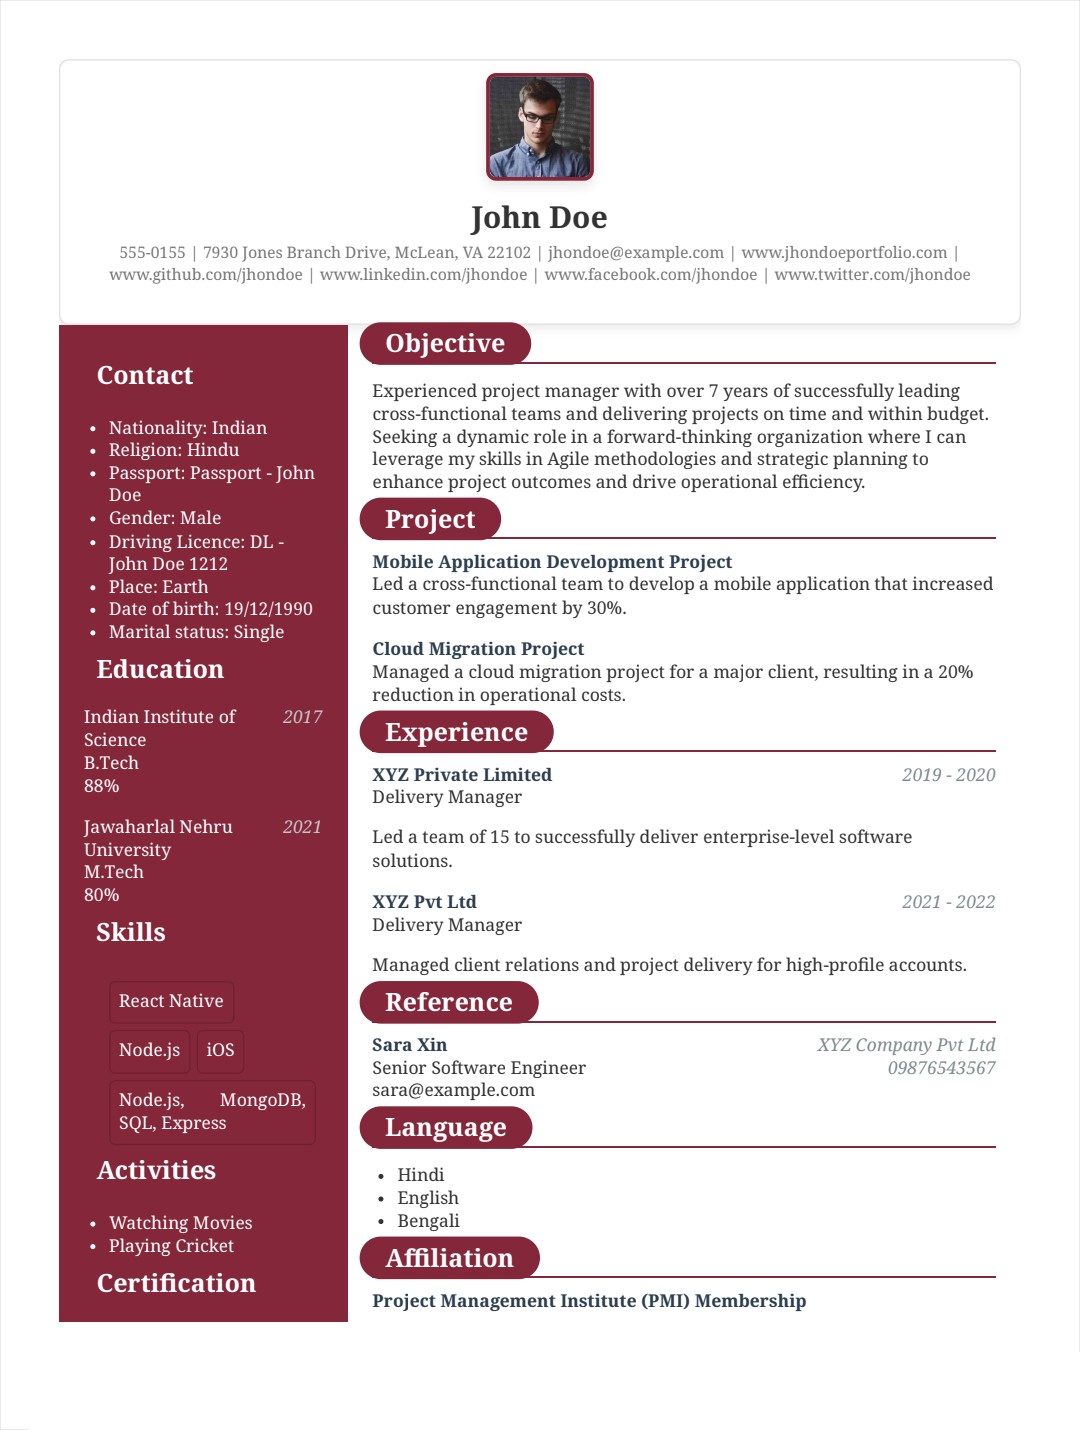 John Doe
555-0155 | 7930 Jones Branch Drive, McLean, VA 22102 | jhondoe@example.com | www.jhondoeportfolio.com |
www.github.com/jhondoe | www.linkedin.com/jhondoe | www.facebook.com/jhondoe | www.twitter.com/jhondoe
Contact
• Nationality: Indian
• Religion: Hindu
• Passport: Passport - John
Doe
• Gender: Male
• Driving Licence: DL -
John Doe 1212
• Place: Earth
• Date of birth: 19/12/1990
• Marital status: Single
Education
Indian Institute of 2017
Science
B.Tech
88%
Jawaharlal Nehru 2021
University
M.Tech
80%
Skills
React Native
Node.js iOS
Node.js, MongoDB,
SQL, Express
Activities
• Watching Movies
• Playing Cricket
Certification
Objective
Experienced project manager with over 7 years of successfully leading
cross-functional teams and delivering projects on time and within budget.
Seeking a dynamic role in a forward-thinking organization where I can
leverage my skills in Agile methodologies and strategic planning to
enhance project outcomes and drive operational efficiency.
Project
Mobile Application Development Project
Led a cross-functional team to develop a mobile application that increased
customer engagement by 30%.
Cloud Migration Project
Managed a cloud migration project for a major client, resulting in a 20%
reduction in operational costs.
Experience
XYZ Private Limited 2019 - 2020
Delivery Manager
Led a team of 15 to successfully deliver enterprise-level software
solutions.
XYZ Pvt Ltd 2021 - 2022
Delivery Manager
Managed client relations and project delivery for high-profile accounts.
Reference
Sara Xin XYZ Company Pvt Ltd
Senior Software Engineer 09876543567
sara@example.com
Language
• Hindi
• English
• Bengali
Affiliation
Project Management Institute (PMI) Membership